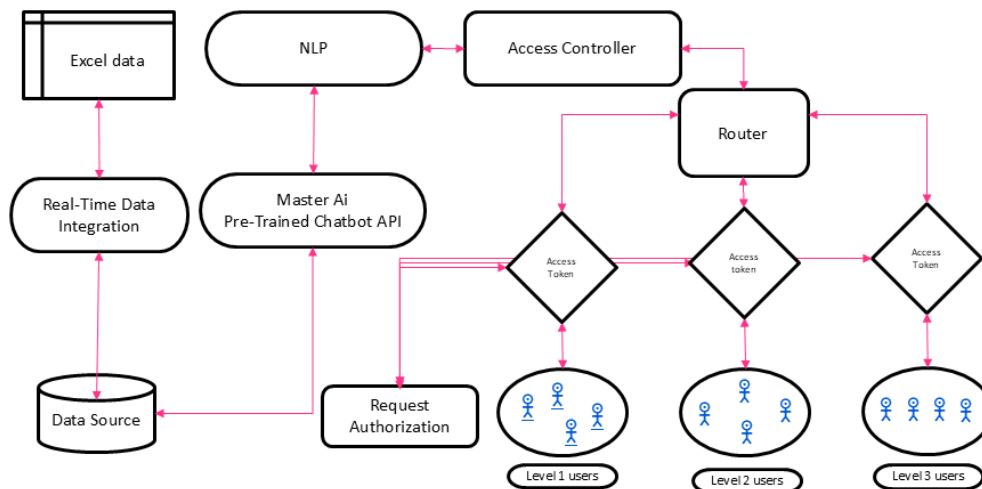 Excel data
NLP
Access Controller
Router
Real-Time Data
Integration
Master Ai
Pre-Trained Chatbot API
Access
Token
Access
token
Access
Token
Data Source
Request
Authorization
Level 1 users
Level 2 users
Level 3 users